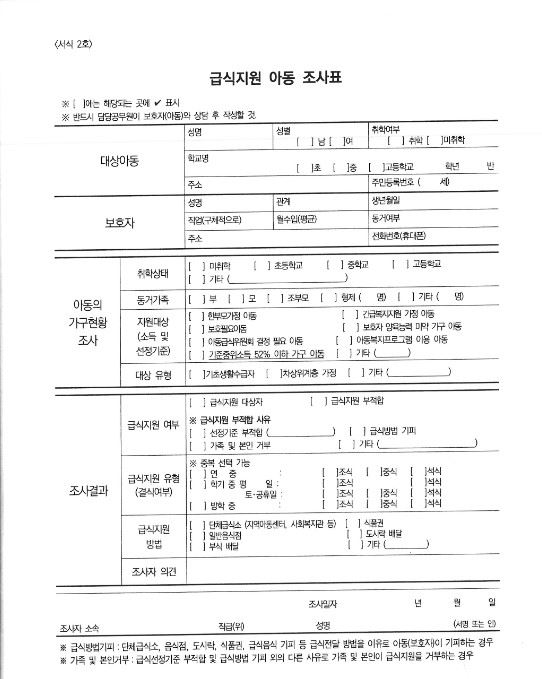 <서식 2호>
급식지원 아동 조사표
※ [ ]에는 해당되는 곳에 ✔ 표시
※ 반드시 담당공무원이 보호자(아동)와 상담 후 작성할 것
대상아동
성명 성별 [ ] 남 [ ]여 취학여부 [ ] 취학 [ ]미취학
학교명 [ ]초 [ ]중 [ ]고등학교 학년 반
주소 주민등록번호 ( 세)
보호자
성명 관계 생년월일
직업(구체적으로) 월수입(평균) 동거여부
주소 전화번호(휴대폰)
아동의 가구현황 조사
취학상태
[ ] 미취학 [ ] 초등학교 [ ] 중학교 [ ] 고등학교
[ ] 기타 ( )
동거가족 [ ] 부 [ ] 모 [ ] 조부모 [ ] 형제 ( 명) [ ] 기타 ( 명)
지원대상 (소득 및 선정기준)
[ ] 한부모가정 아동 [ ] 긴급복지지원 가정 아동
[ ] 보호필요아동 [ ] 보호자 양육능력 미약 가구 아동
[ ] 아동급식위원회 결정 필요 아동 [ ] 아동복지프로그램 이용 아동
[ ] 기준중위소득 52% 이하 가구 아동 [ ] 기타 ( )
대상 유형 [ ]기초생활수급자 [ ]차상위계층 가정 [ ] 기타 ( )
조사결과
급식지원 여부
[ ] 급식지원 대상자 [ ] 급식지원 부적합
※ 급식지원 부적합 사유
[ ] 선정기준 부적합 ( ) [ ] 급식방법 기피
[ ] 가족 및 본인 거부 [ ] 기타 ( )
급식지원 유형 (결식여부)
※ 중복 선택 가능
[ ] 연 중 : [ ]조식 [ ]중식 [ ]석식
[ ] 학기 중 평 일 : [ ]조식 [ ]석식
토·공휴일 : [ ]조식 [ ]중식 [ ]석식
[ ] 방학 중 : [ ]조식 [ ]중식 [ ]석식
급식지원 방법
[ ] 단체급식소 (지역아동센터, 사회복지관 등) [ ] 식품권
[ ] 일반음식점 [ ] 도시락 배달
[ ] 부식 배달 [ ] 기타 ( )
조사자 의견
조사일자 년 월 일
조사자 소속 직급(위) 성명 (서명 또는 인)
※ 급식방법기피 : 단체급식소, 음식점, 도시락, 식품권, 급식음식 기피 등 급식전달 방법을 이유로 아동(보호자)이 기피하는 경우
※ 가족 및 본인거부 : 급식선정기준 부적합 및 급식방법 기피 외의 다른 사유로 가족 및 본인이 급식지원을 거부하는 경우